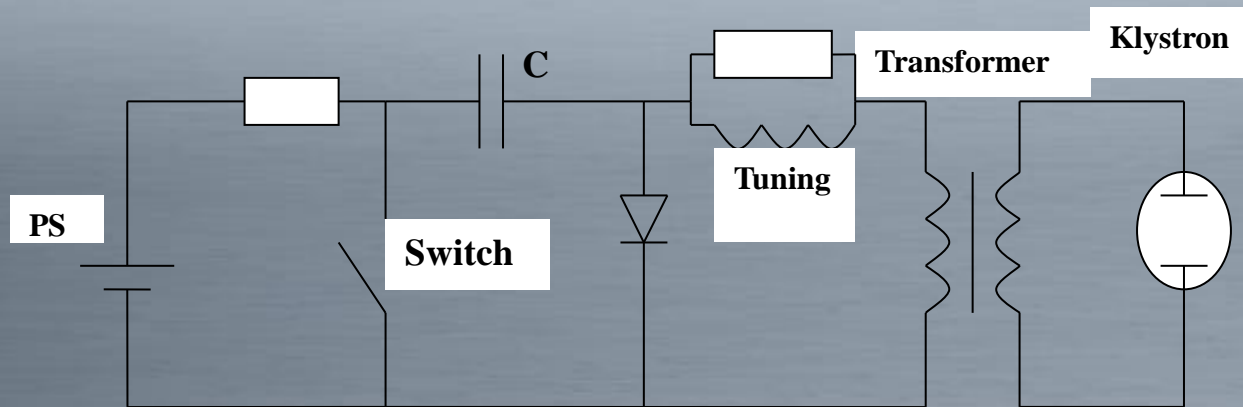 Klystron
Transformer
C
Tuning
PS
Switch